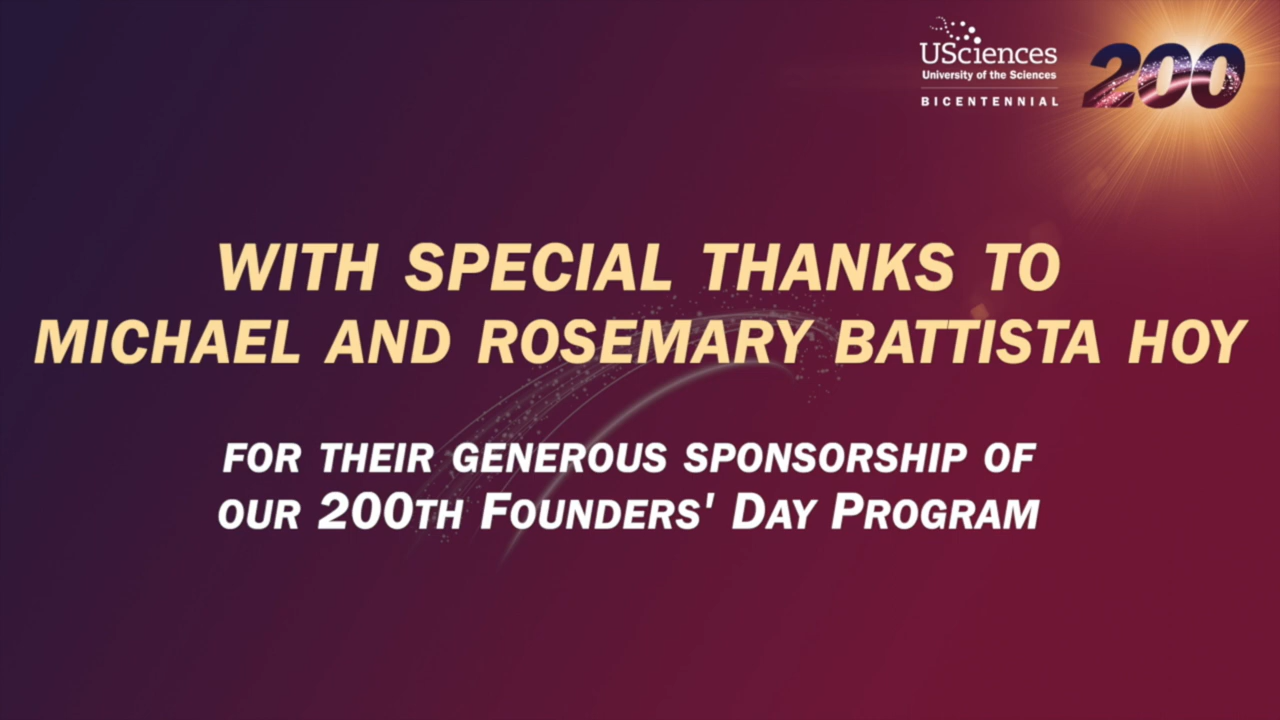 USciences
University of the Sciences
BICENTENNIAL
200
WITH SPECIAL THANKS TO
MICHAEL AND ROSEMARY BATTISTA HOY
FOR THEIR GENEROUS SPONSORSHIP OF
OUR 200TH FOUNDERS' DAY PROGRAM